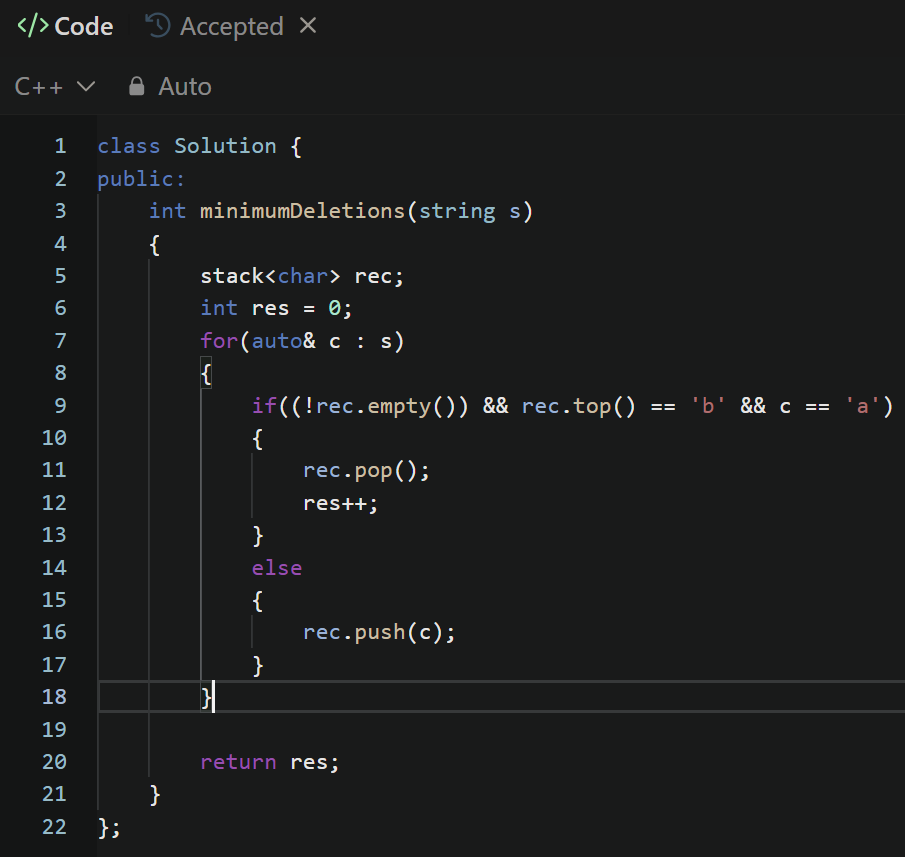 </> Code Accepted ×
C++ Auto
1 class Solution {
2 public:
3     int minimumDeletions(string s)
4     {
5         stack<char> rec;
6         int res = 0;
7         for(auto& c : s)
8         {
9             if((!rec.empty()) && rec.top() == 'b' && c == 'a')
10             {
11                 rec.pop();
12                 res++;
13             }
14             else
15             {
16                 rec.push(c);
17             }
18         }
19
20         return res;
21     }
22 };